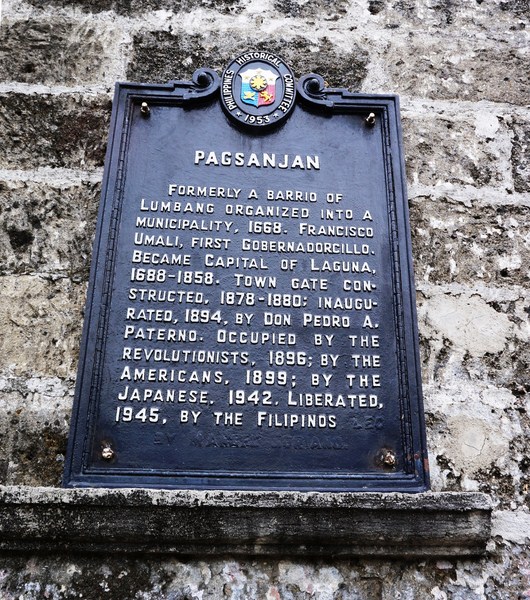 PHILIPPINES HISTORICAL COMMITTEE
★ 1953 ★
PAGSANJAN
FORMERLY A BARRIO OF
LUMBANG ORGANIZED INTO A
MUNICIPALITY, 1668. FRANCISCO
UMALI, FIRST GOBERNADORCILLO.
BECAME CAPITAL OF LAGUNA,
1688-1858. TOWN GATE CON-
STRUCTED, 1878-1880; INAUGU-
RATED, 1894, BY DON PEDRO A.
PATERNO. OCCUPIED BY THE
REVOLUTIONISTS, 1896; BY THE
AMERICANS, 1899; BY THE
JAPANESE, 1942. LIBERATED,
1945, BY THE FILIPINOS